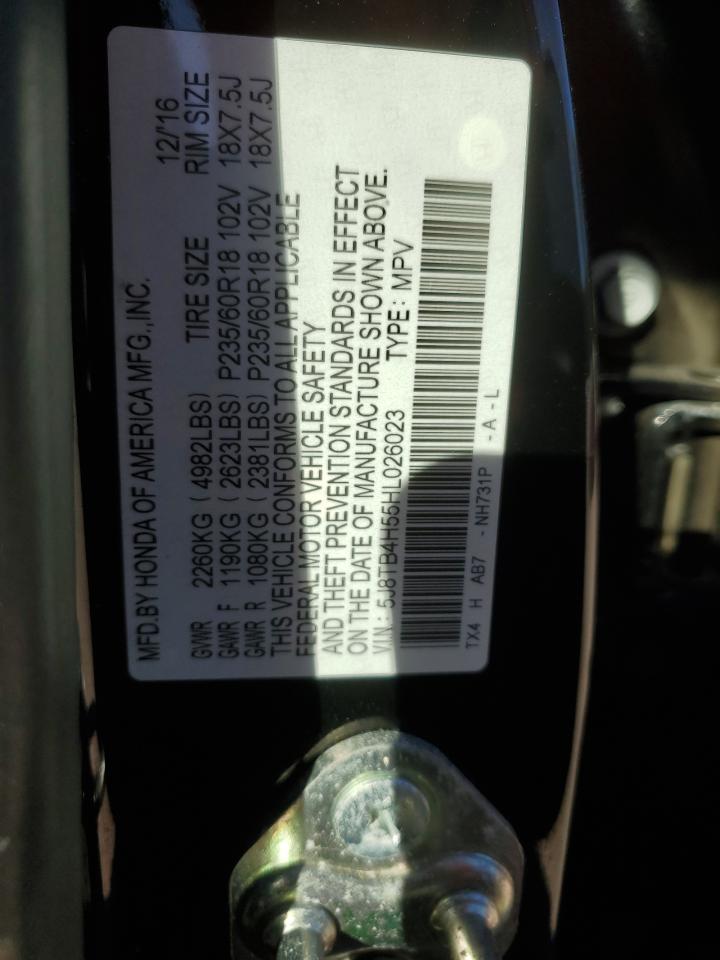 MFD.BY HONDA OF AMERICA MFG.,INC. 12/'16
GVWR 2260KG ( 4982LBS) TIRE SIZE RIM SIZE
GAWR F 1190KG ( 2623LBS) P235/60R18 102V 18X7.5J
GAWR R 1080KG ( 2381LBS) P235/60R18 102V 18X7.5J
THIS VEHICLE CONFORMS TO ALL APPLICABLE
FEDERAL MOTOR VEHICLE SAFETY
AND THEFT PREVENTION STANDARDS IN EFFECT
ON THE DATE OF MANUFACTURE SHOWN ABOVE.
VIN: 5J8TB4H55HL026023 TYPE: MPV
TX4 H AB7 -NH731P -A -L